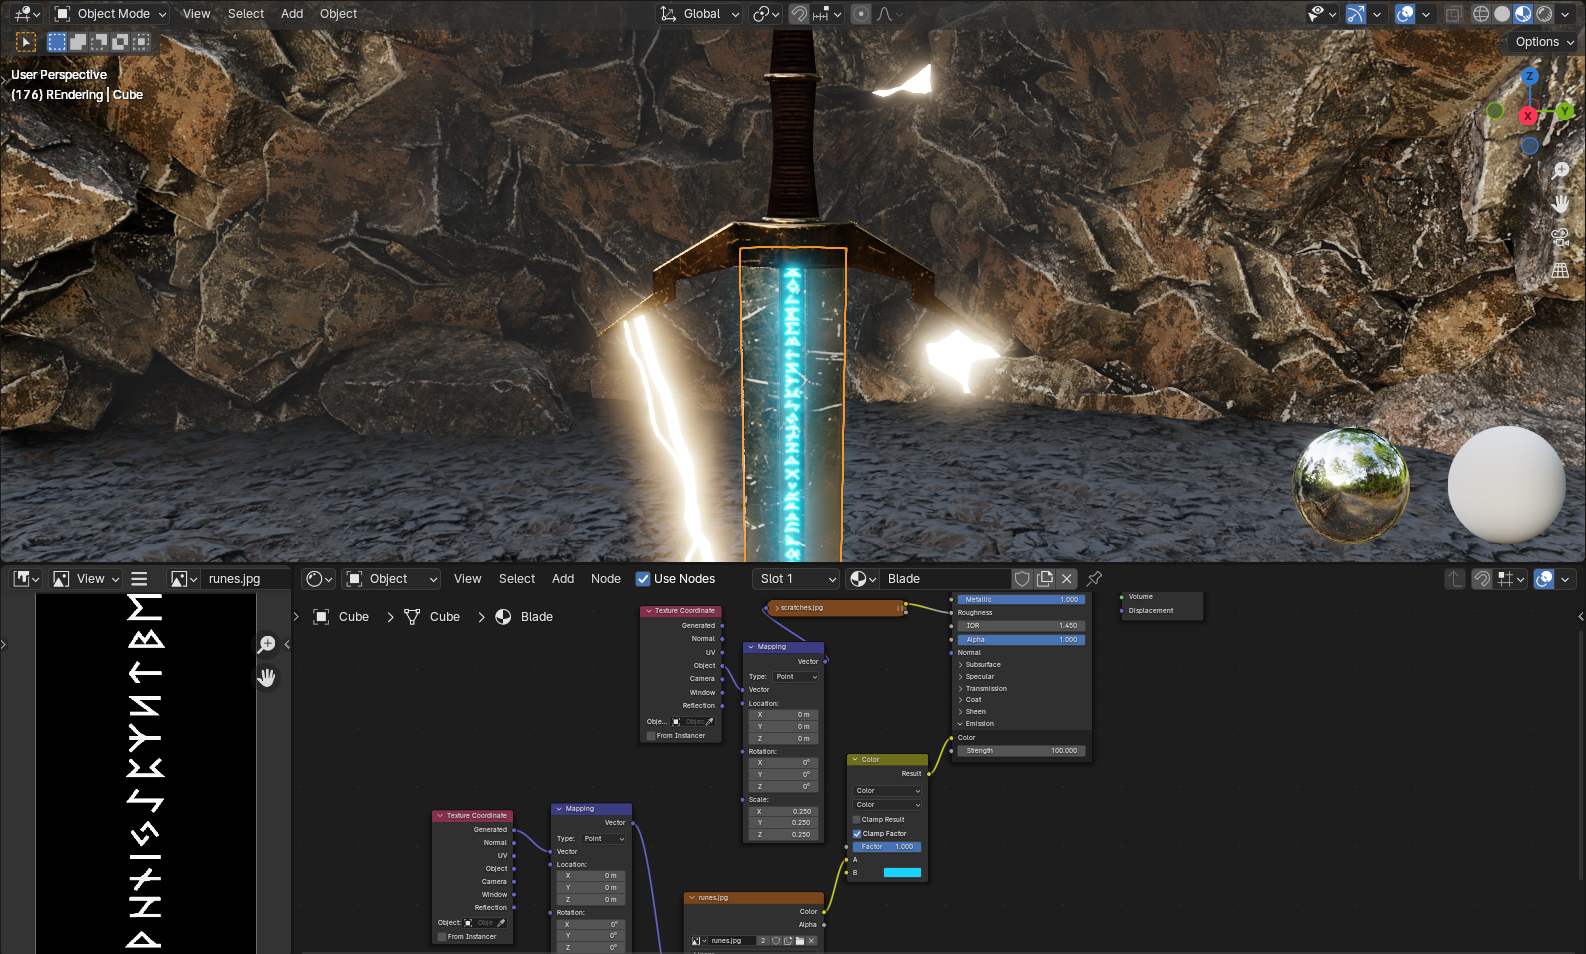 Object Mode View Select Add Object Global Options
User Perspective
(176) REndering | Cube
Z
Y
X
View runes.jpg
Object View Select Add Node Use Nodes Slot 1 Blade
Cube > Cube > Blade
Texture Coordinate
Generated
Normal
UV
Object
Camera
Window
Reflection
Obje...
From Instancer
scratches.jpg
Mapping
Vector
Type: Point
Vector
Location:
X 0 m
Y 0 m
Z 0 m
Rotation:
X 0°
Y 0°
Z 0°
Scale:
X 0.250
Y 0.250
Z 0.250
Metallic 1.000
Roughness
IOR 1.450
Alpha 1.000
Normal
Subsurface
Specular
Transmission
Coat
Sheen
Emission
Color
Strength 100.000
Volume
Displacement
Color
Result
Color
Color
Clamp Result
Clamp Factor
Factor 1.000
A
B
Texture Coordinate
Generated
Normal
UV
Object
Camera
Window
Reflection
Object: Obje
From Instancer
Mapping
Vector
Type: Point
Vector
Location:
X 0 m
Y 0 m
Z 0 m
Rotation:
X 0°
Y 0°
Z 0°
runes.jpg
Color
Alpha
runes.jpg 2